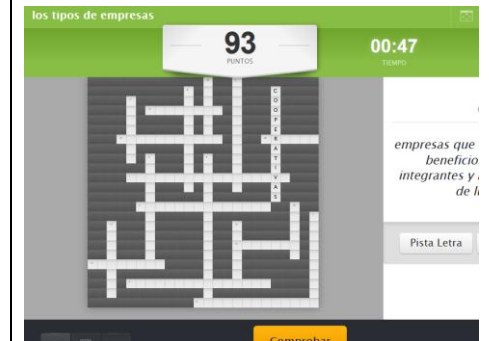 los tipos de empresas
93
PUNTOS
00:47
TIEMPO
COOPERATIVAS
empresas que
beneficio
integrantes y
de l
Pista Letra
Comprobar